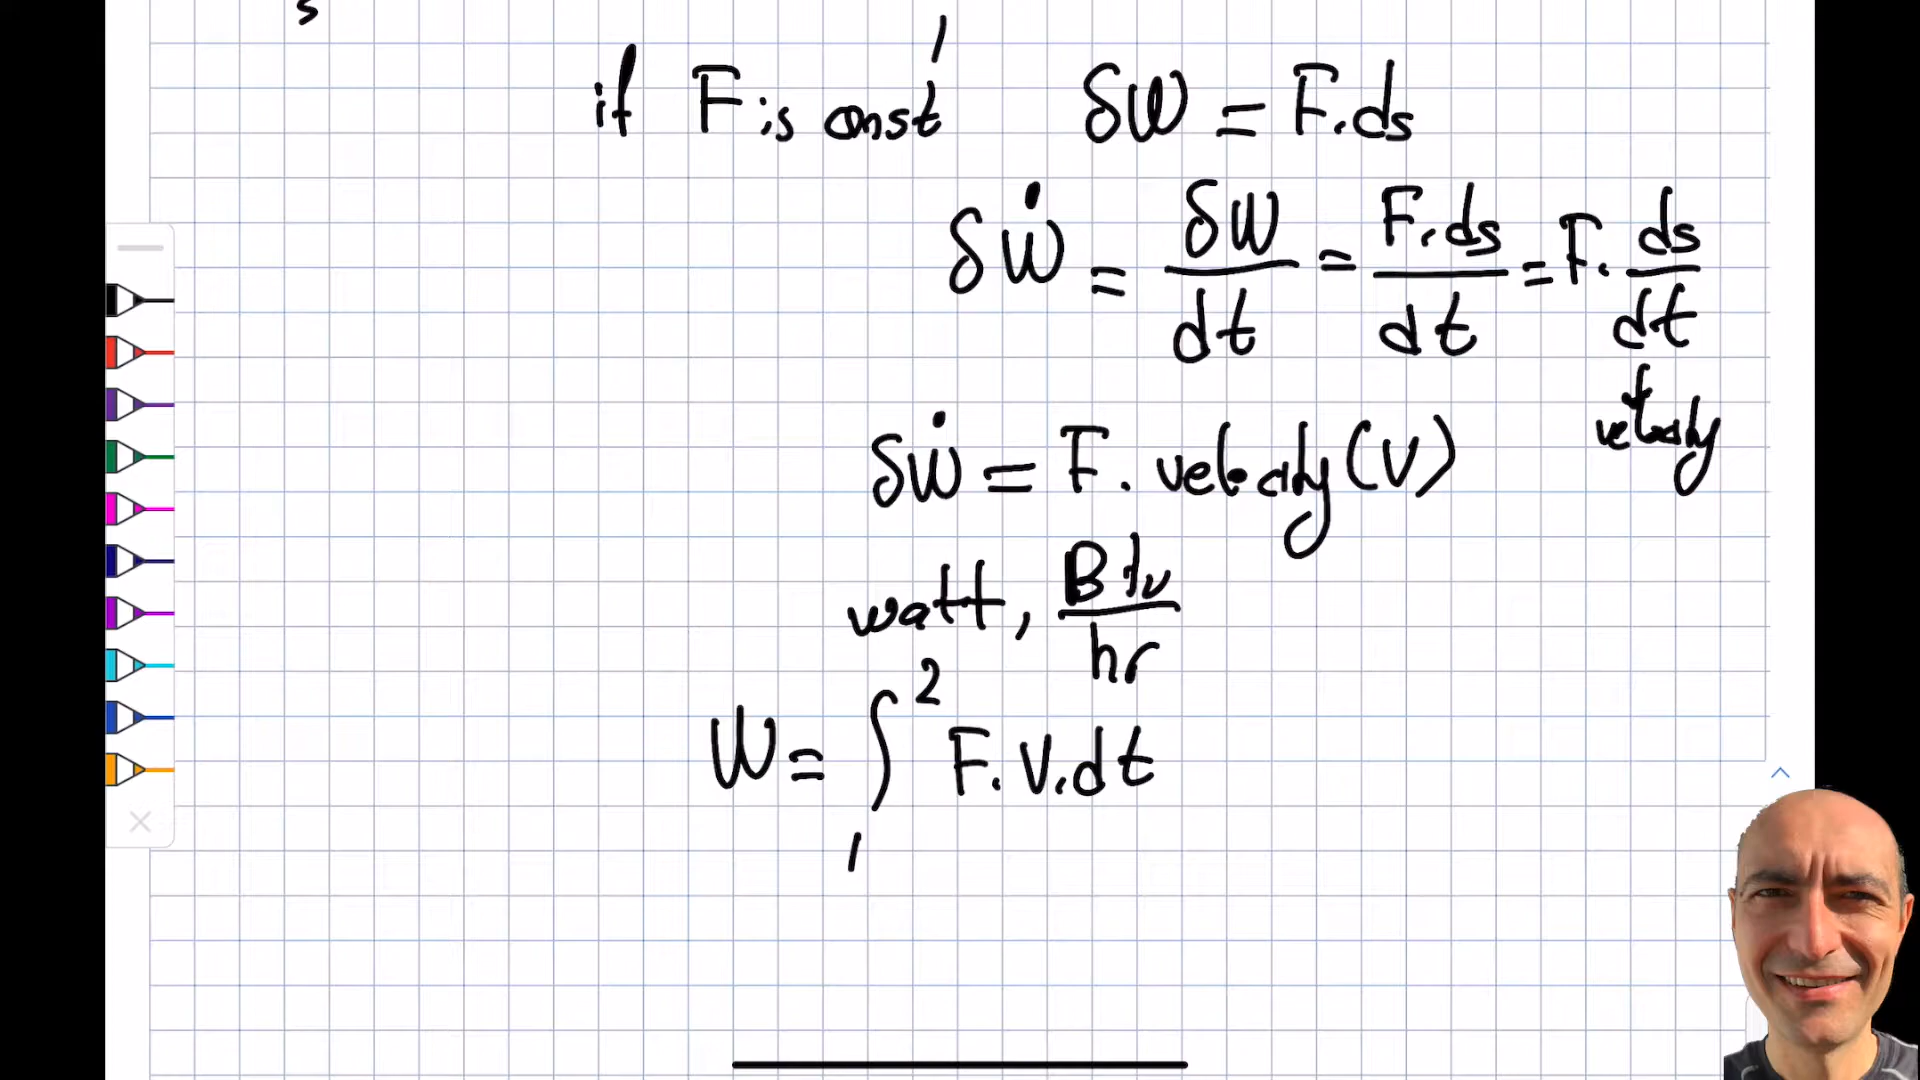 s
if F is const δW = F.ds
δẆ = δW/dt = F.ds/dt = F. ds/dt
velocity
δẆ = F. velocity (V)
watt, Btu/hr
W = ∫₁² F.V.dt